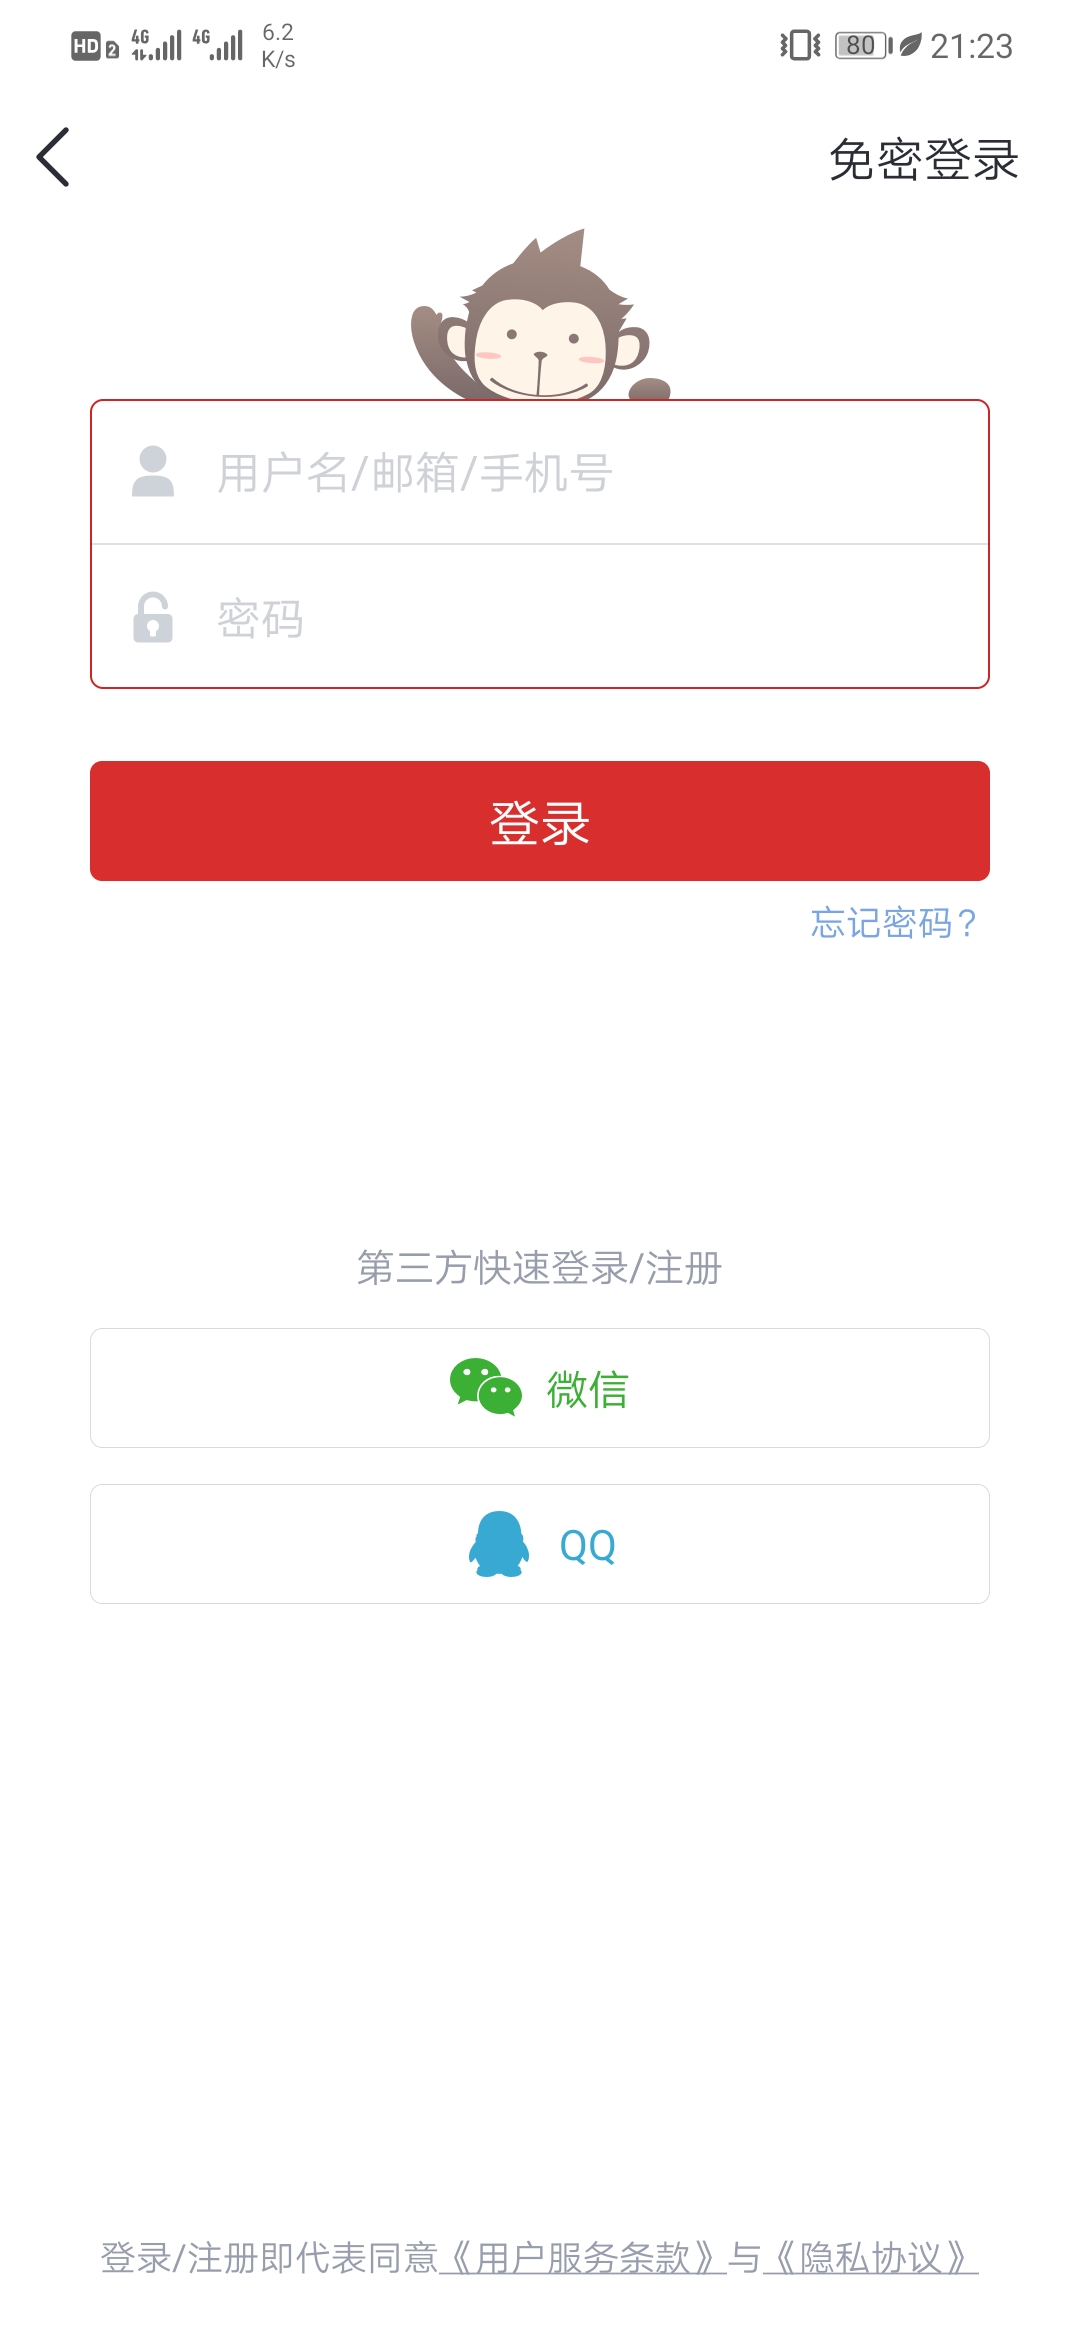 HD 2 4G 4G 6.2 K/s 80 21:23
免密登录
用户名/邮箱/手机号
密码
登录
忘记密码？
第三方快速登录/注册
微信
QQ
登录/注册即代表同意《用户服务条款》与《隐私协议》